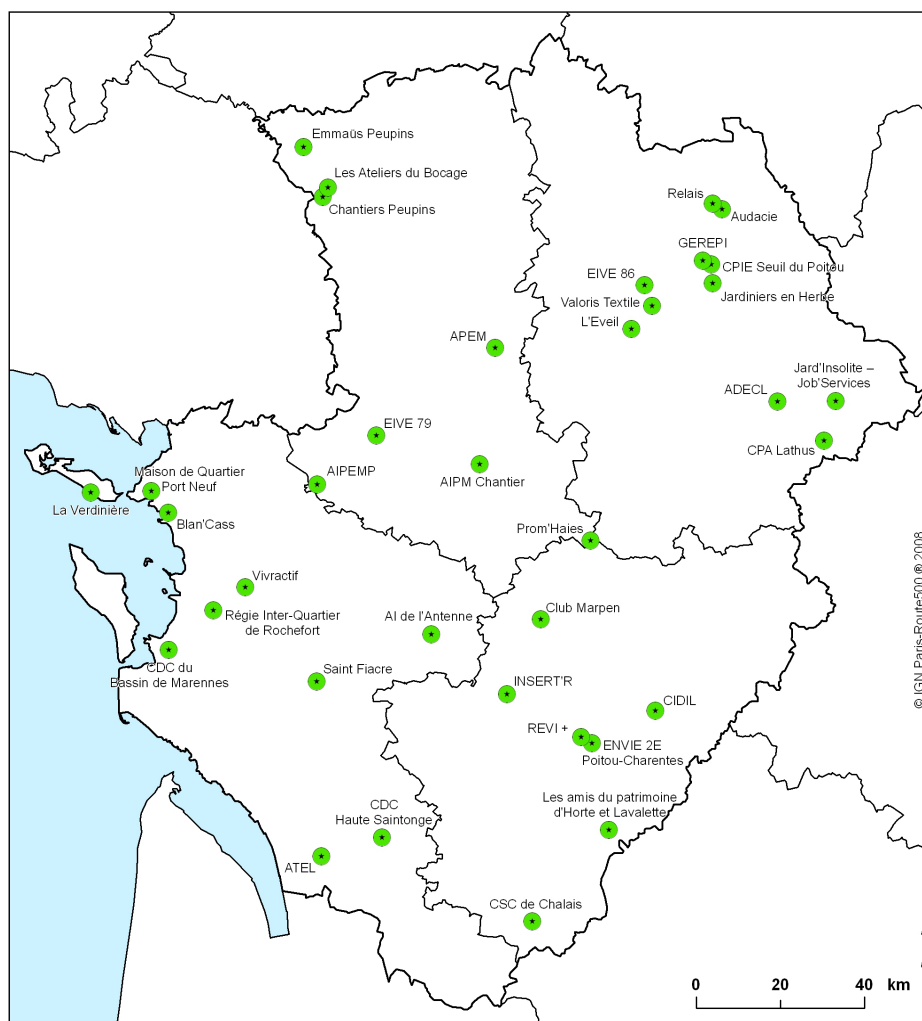 Emmaüs Peupins
Les Ateliers du Bocage
Chantiers Peupins
Relais
Audacie
GEREPI
CPIE Seuil du Poitou
EIVE 86
Jardiniers en Herbe
Valoris Textile
L'Eveil
APEM
Jard'Insolite –
Job'Services
ADECL
EIVE 79
CPA Lathus
AIPM Chantier
AIPEMP
Maison de Quartier
Port Neuf
La Verdinière
Blan'Cass
Prom'Haies
© IGN Paris-Route500 ® 2008
Vivractif
Régie Inter-Quartier
de Rochefort
AI de l'Antenne
Club Marpen
CDC du
Bassin de Marennes
Saint Fiacre
INSERT'R
CIDIL
REVI +
ENVIE 2E
Poitou-Charentes
Les amis du patrimoine
d'Horte et Lavalette
CDC
Haute Saintonge
ATEL
CSC de Chalais
0 20 40 km